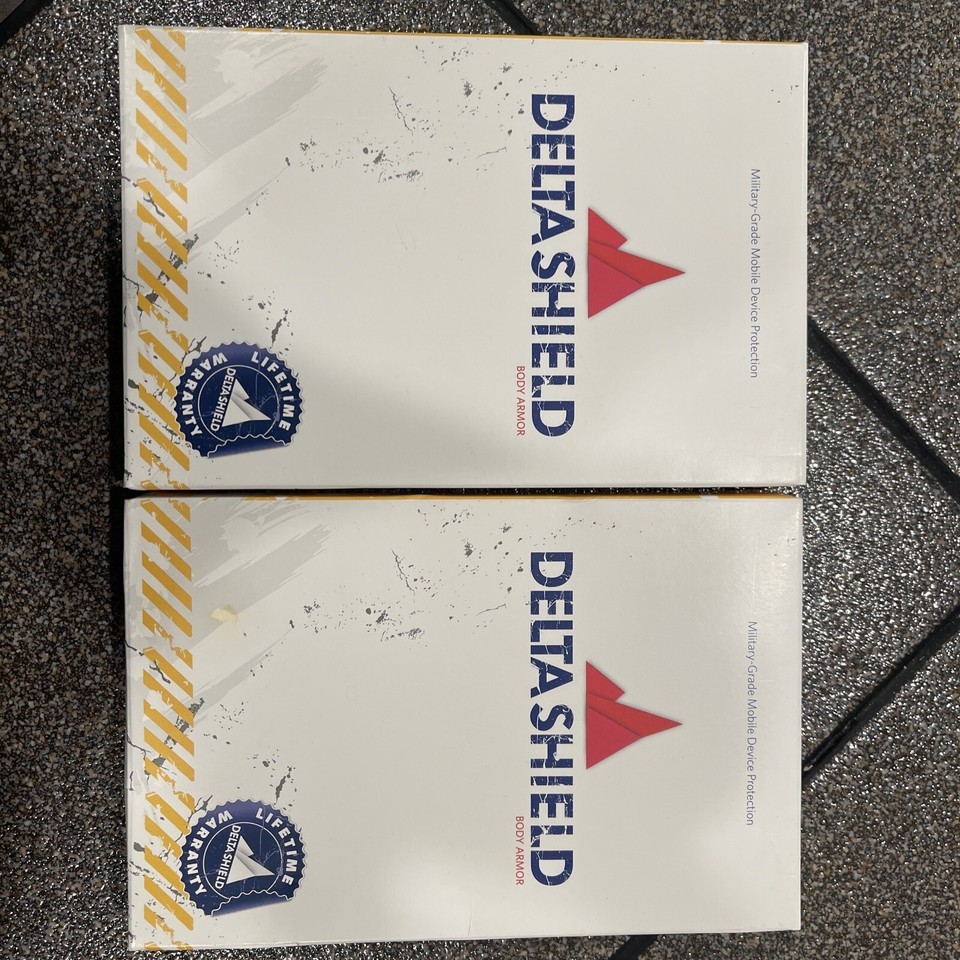 Military-Grade Mobile Device Protection
DELTA SHIELD
BODY ARMOR
LIFETIME
DELTA SHIELD
WARRANTY
Military-Grade Mobile Device Protection
DELTA SHIELD
BODY ARMOR
LIFETIME
DELTA SHIELD
WARRANTY